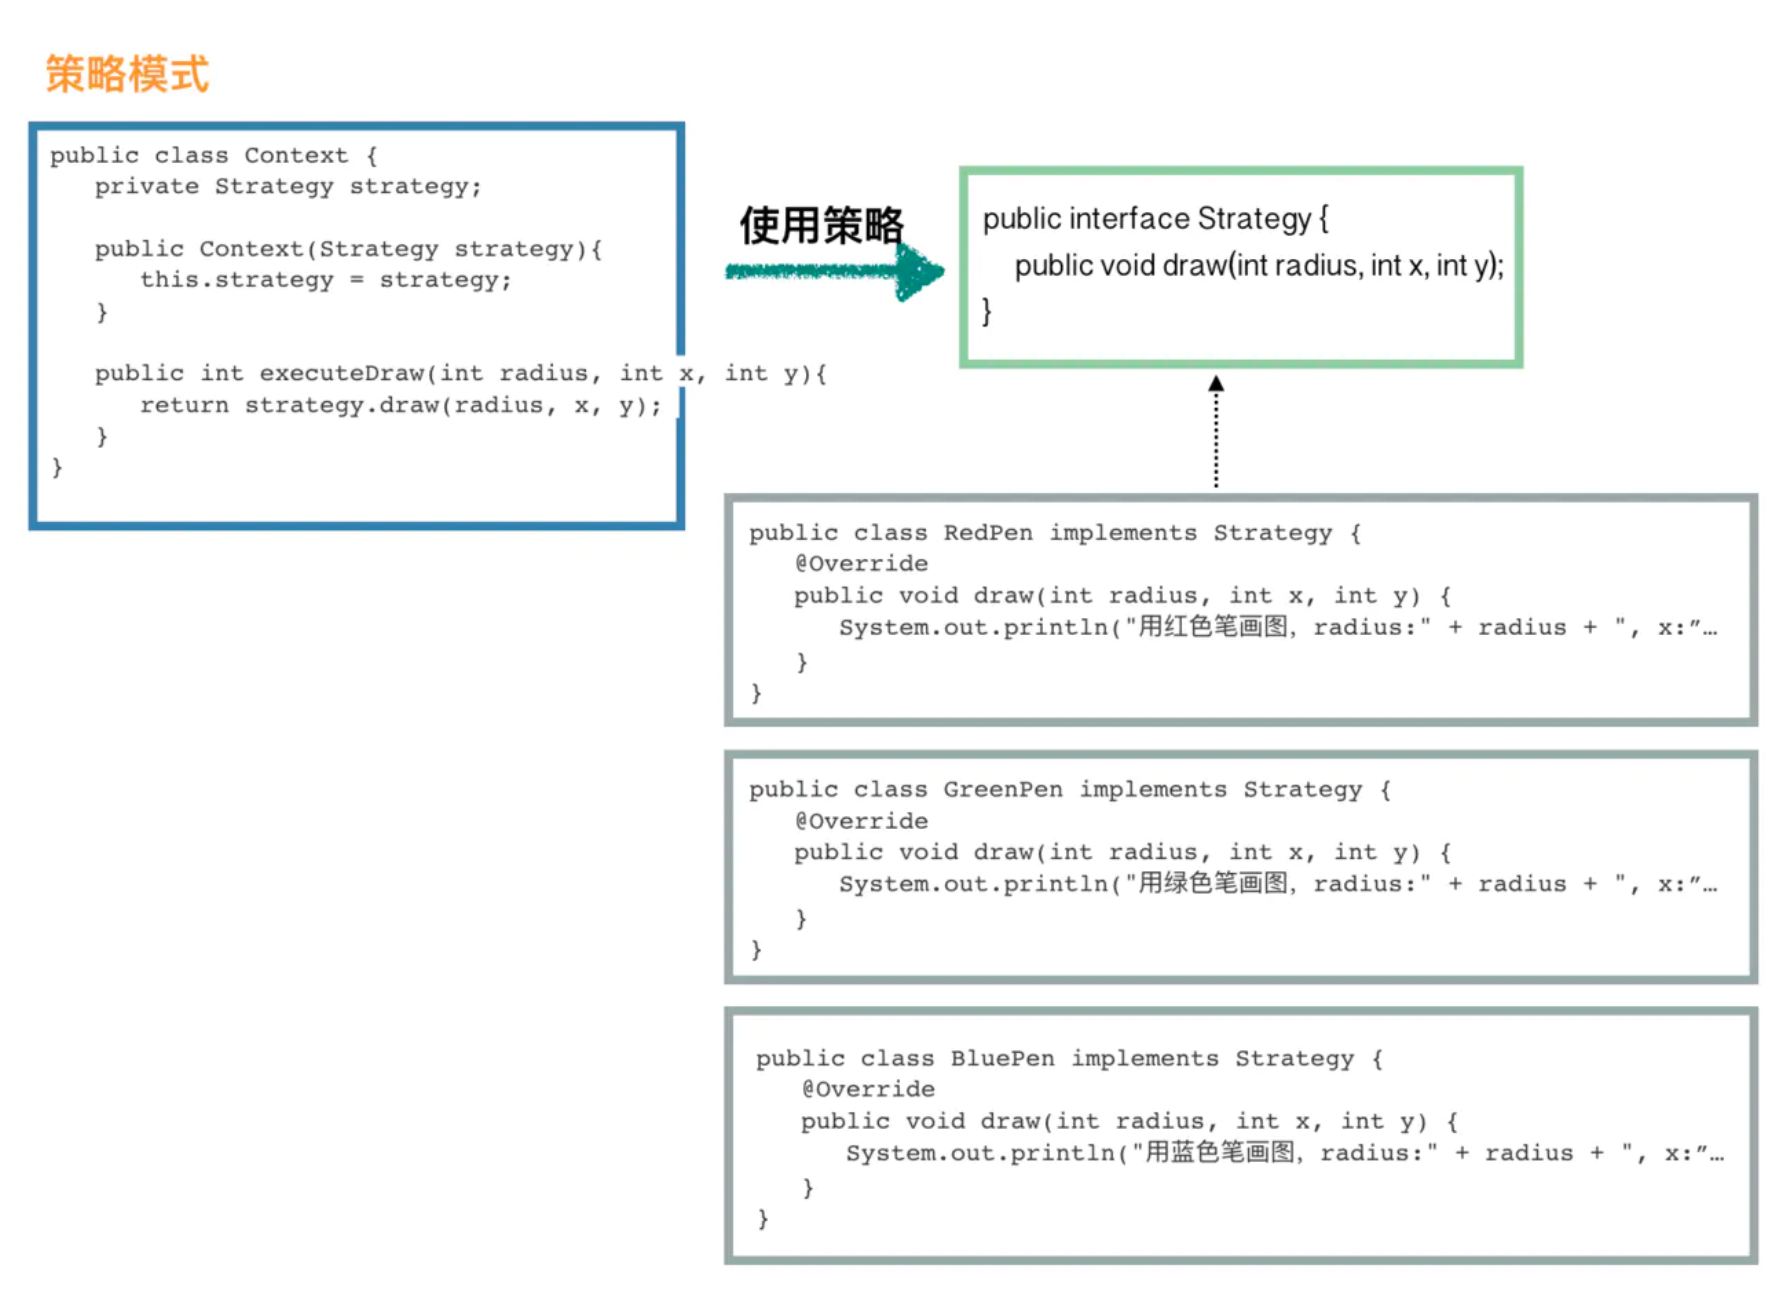 策略模式
public class Context {
private Strategy strategy;
public Context(Strategy strategy){
this.strategy = strategy;
}
public int executeDraw(int radius, int x, int y){
return strategy.draw(radius, x, y);
}
}
使用策略
public interface Strategy {
public void draw(int radius, int x, int y);
}
public class RedPen implements Strategy {
@Override
public void draw(int radius, int x, int y) {
System.out.println("用红色笔画图，radius:" + radius + ", x:”…
}
}
public class GreenPen implements Strategy {
@Override
public void draw(int radius, int x, int y) {
System.out.println("用绿色笔画图，radius:" + radius + ", x:”…
}
}
public class BluePen implements Strategy {
@Override
public void draw(int radius, int x, int y) {
System.out.println("用蓝色笔画图，radius:" + radius + ", x:”…
}
}